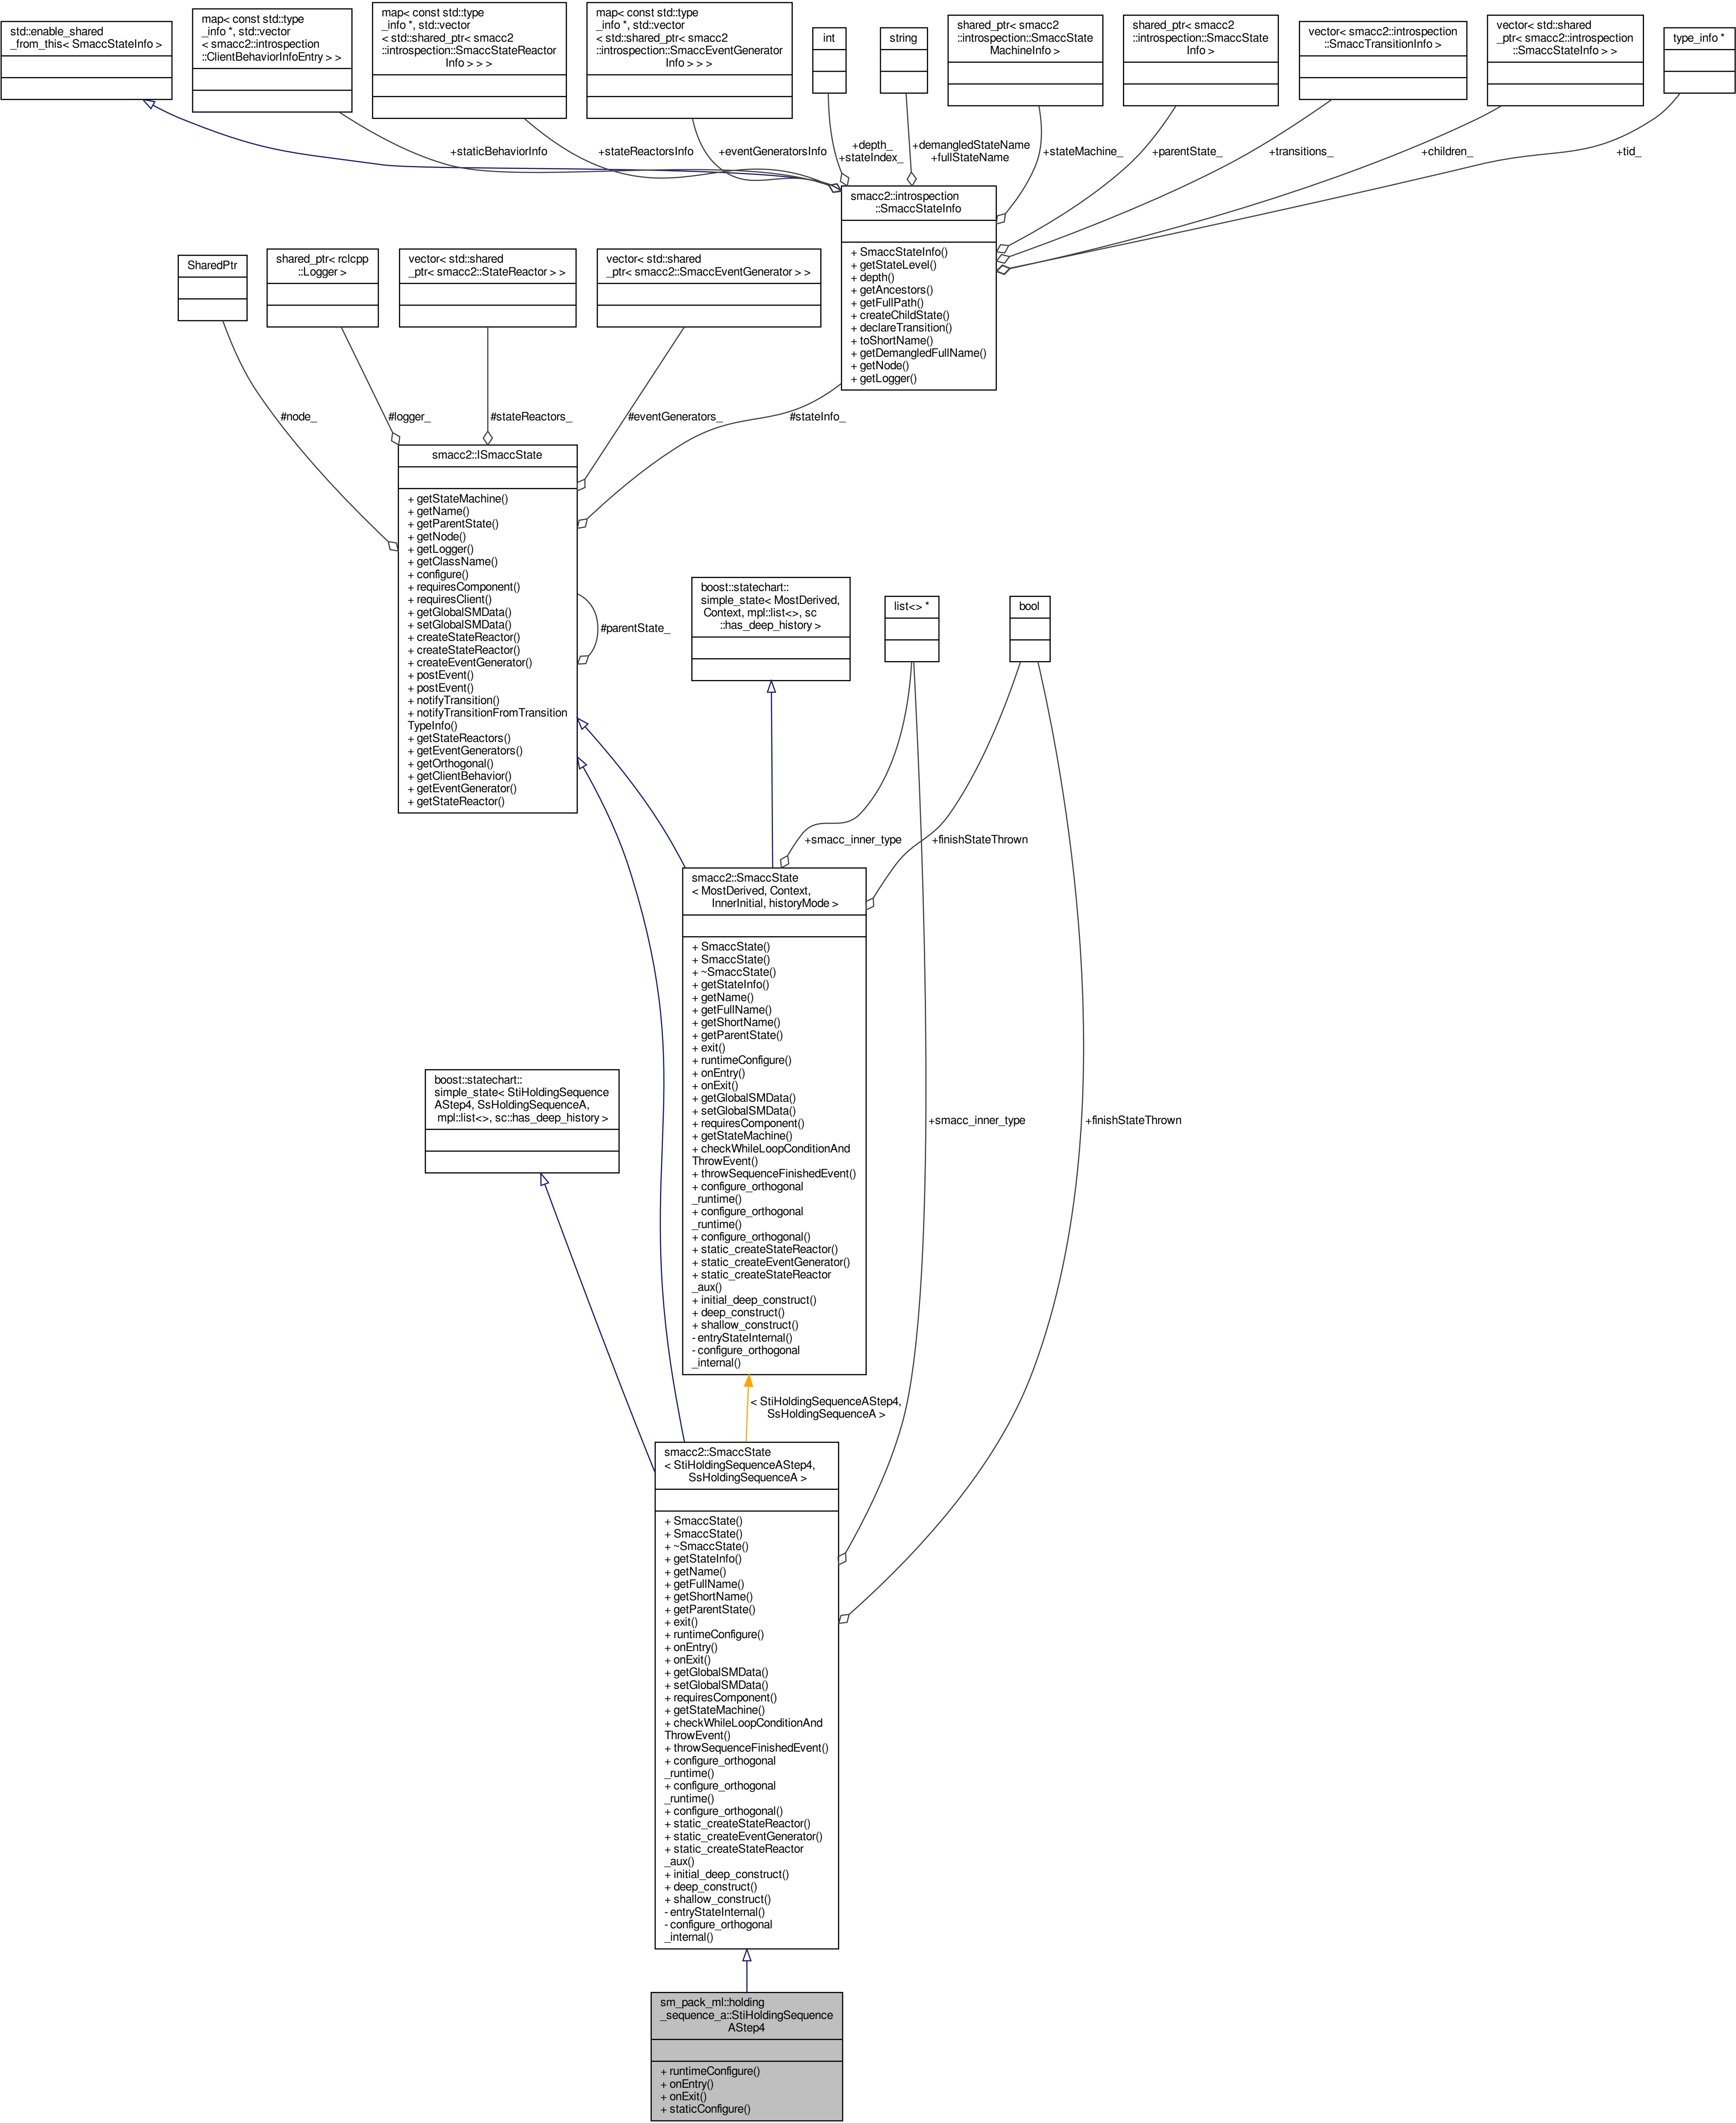 std::enable_shared
_from_this< SmaccStateInfo >
map< const std::type
_info *, std::vector
< smacc2::introspection
::ClientBehaviorInfoEntry > >
map< const std::type
_info *, std::vector
< std::shared_ptr< smacc2
::introspection::SmaccStateReactor
Info > > >
map< const std::type
_info *, std::vector
< std::shared_ptr< smacc2
::introspection::SmaccEventGenerator
Info > > >
int
string
shared_ptr< smacc2
::introspection::SmaccState
MachineInfo >
shared_ptr< smacc2
::introspection::SmaccState
Info >
vector< smacc2::introspection
::SmaccTransitionInfo >
vector< std::shared
_ptr< smacc2::introspection
::SmaccStateInfo > >
type_info *
+staticBehaviorInfo
+stateReactorsInfo
+eventGeneratorsInfo
+depth_
+stateIndex_
+demangledStateName
+fullStateName
+stateMachine_
+parentState_
+transitions_
+children_
+tid_
smacc2::introspection
::SmaccStateInfo
+ SmaccStateInfo()
+ getStateLevel()
+ depth()
+ getAncestors()
+ getFullPath()
+ createChildState()
+ declareTransition()
+ toShortName()
+ getDemangledFullName()
+ getNode()
+ getLogger()
SharedPtr
shared_ptr< rclcpp
::Logger >
vector< std::shared
_ptr< smacc2::StateReactor > >
vector< std::shared
_ptr< smacc2::SmaccEventGenerator > >
#node_
#logger_
#stateReactors_
#eventGenerators_
#stateInfo_
smacc2::ISmaccState
+ getStateMachine()
+ getName()
+ getParentState()
+ getNode()
+ getLogger()
+ getClassName()
+ configure()
+ requiresComponent()
+ requiresClient()
+ getGlobalSMData()
+ setGlobalSMData()
+ createStateReactor()
+ createStateReactor()
+ createEventGenerator()
+ postEvent()
+ postEvent()
+ notifyTransition()
+ notifyTransitionFromTransition
TypeInfo()
+ getStateReactors()
+ getEventGenerators()
+ getOrthogonal()
+ getClientBehavior()
+ getEventGenerator()
+ getStateReactor()
#parentState_
boost::statechart::
simple_state< MostDerived,
Context, mpl::list<>, sc
::has_deep_history >
list<> *
bool
+smacc_inner_type
+finishStateThrown
smacc2::SmaccState
< MostDerived, Context,
InnerInitial, historyMode >
+ SmaccState()
+ SmaccState()
+ ~SmaccState()
+ getStateInfo()
+ getName()
+ getFullName()
+ getShortName()
+ getParentState()
+ exit()
+ runtimeConfigure()
+ onEntry()
+ onExit()
+ getGlobalSMData()
+ setGlobalSMData()
+ requiresComponent()
+ getStateMachine()
+ checkWhileLoopConditionAnd
ThrowEvent()
+ throwSequenceFinishedEvent()
+ configure_orthogonal
_runtime()
+ configure_orthogonal
_runtime()
+ configure_orthogonal()
+ static_createStateReactor()
+ static_createEventGenerator()
+ static_createStateReactor
_aux()
+ initial_deep_construct()
+ deep_construct()
+ shallow_construct()
- entryStateInternal()
- configure_orthogonal
_internal()
boost::statechart::
simple_state< StiHoldingSequence
AStep4, SsHoldingSequenceA,
mpl::list<>, sc::has_deep_history >
+smacc_inner_type
+finishStateThrown
< StiHoldingSequenceAStep4,
SsHoldingSequenceA >
smacc2::SmaccState
< StiHoldingSequenceAStep4,
SsHoldingSequenceA >
+ SmaccState()
+ SmaccState()
+ ~SmaccState()
+ getStateInfo()
+ getName()
+ getFullName()
+ getShortName()
+ getParentState()
+ exit()
+ runtimeConfigure()
+ onEntry()
+ onExit()
+ getGlobalSMData()
+ setGlobalSMData()
+ requiresComponent()
+ getStateMachine()
+ checkWhileLoopConditionAnd
ThrowEvent()
+ throwSequenceFinishedEvent()
+ configure_orthogonal
_runtime()
+ configure_orthogonal
_runtime()
+ configure_orthogonal()
+ static_createStateReactor()
+ static_createEventGenerator()
+ static_createStateReactor
_aux()
+ initial_deep_construct()
+ deep_construct()
+ shallow_construct()
- entryStateInternal()
- configure_orthogonal
_internal()
sm_pack_ml::holding
_sequence_a::StiHoldingSequence
AStep4
+ runtimeConfigure()
+ onEntry()
+ onExit()
+ staticConfigure()